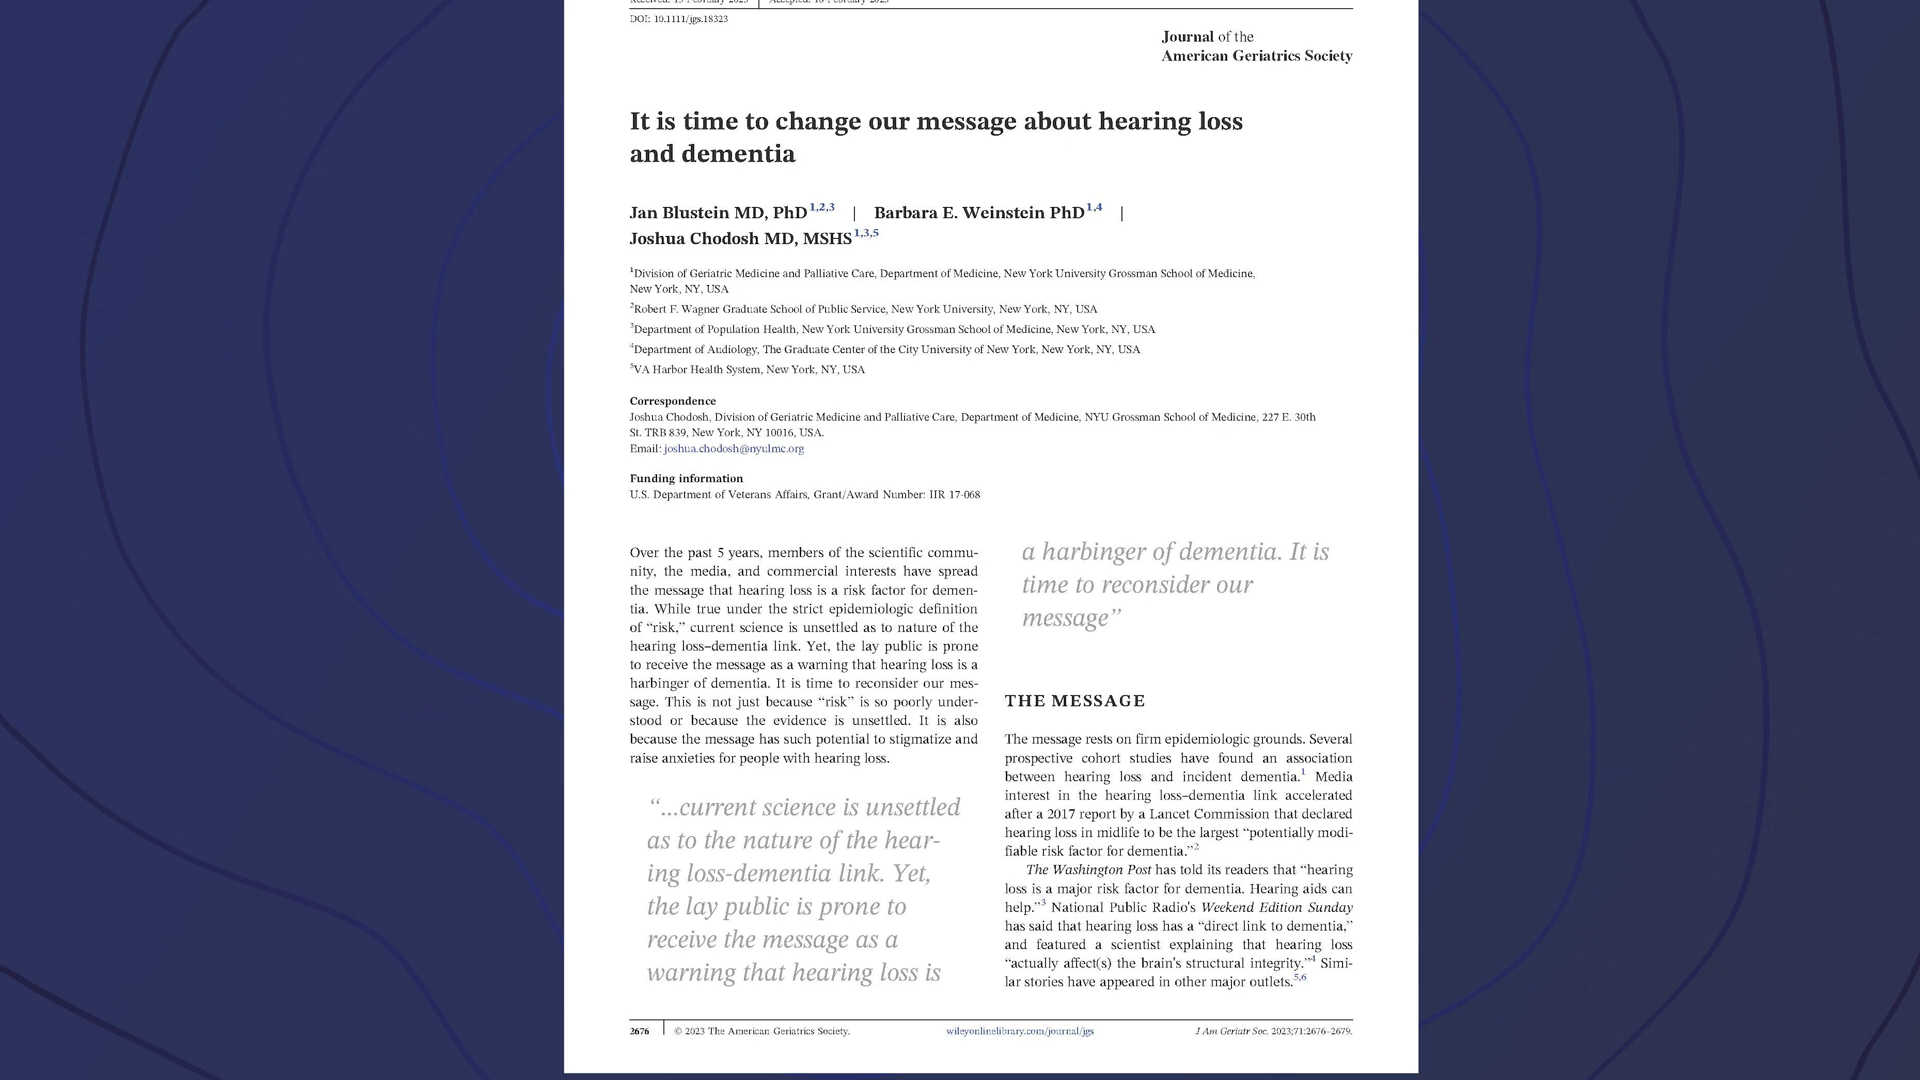 DOI: 10.1111/jgs.18323
Journal of the
American Geriatrics Society
It is time to change our message about hearing loss
and dementia
Jan Blustein MD, PhD1,2,3 | Barbara E. Weinstein PhD1,4 |
Joshua Chodosh MD, MSHS1,3,5
1Division of Geriatric Medicine and Palliative Care, Department of Medicine, New York University Grossman School of Medicine,
New York, NY, USA
2Robert F. Wagner Graduate School of Public Service, New York University, New York, NY, USA
3Department of Population Health, New York University Grossman School of Medicine, New York, NY, USA
4Department of Audiology, The Graduate Center of the City University of New York, New York, NY, USA
5VA Harbor Health System, New York, NY, USA
Correspondence
Joshua Chodosh, Division of Geriatric Medicine and Palliative Care, Department of Medicine, NYU Grossman School of Medicine, 227 E. 30th
St. TRB 839, New York, NY 10016, USA.
Email: joshua.chodosh@nyulmc.org
Funding information
U.S. Department of Veterans Affairs, Grant/Award Number: IIR 17-068
Over the past 5 years, members of the scientific commu-
nity, the media, and commercial interests have spread
the message that hearing loss is a risk factor for demen-
tia. While true under the strict epidemiologic definition
of “risk,” current science is unsettled as to nature of the
hearing loss–dementia link. Yet, the lay public is prone
to receive the message as a warning that hearing loss is a
harbinger of dementia. It is time to reconsider our mes-
sage. This is not just because “risk” is so poorly under-
stood or because the evidence is unsettled. It is also
because the message has such potential to stigmatize and
raise anxieties for people with hearing loss.
“...current science is unsettled
as to the nature of the hear-
ing loss-dementia link. Yet,
the lay public is prone to
receive the message as a
warning that hearing loss is
a harbinger of dementia. It is
time to reconsider our
message”
THE MESSAGE
The message rests on firm epidemiologic grounds. Several
prospective cohort studies have found an association
between hearing loss and incident dementia.1 Media
interest in the hearing loss–dementia link accelerated
after a 2017 report by a Lancet Commission that declared
hearing loss in midlife to be the largest “potentially modi-
fiable risk factor for dementia.”2
The Washington Post has told its readers that “hearing
loss is a major risk factor for dementia. Hearing aids can
help.”3 National Public Radio's Weekend Edition Sunday
has said that hearing loss has a “direct link to dementia,”
and featured a scientist explaining that hearing loss
“actually affect(s) the brain's structural integrity.”4 Simi-
lar stories have appeared in other major outlets.5,6
2676 | © 2023 The American Geriatrics Society. wileyonlinelibrary.com/journal/jgs J Am Geriatr Soc. 2023;71:2676–2679.